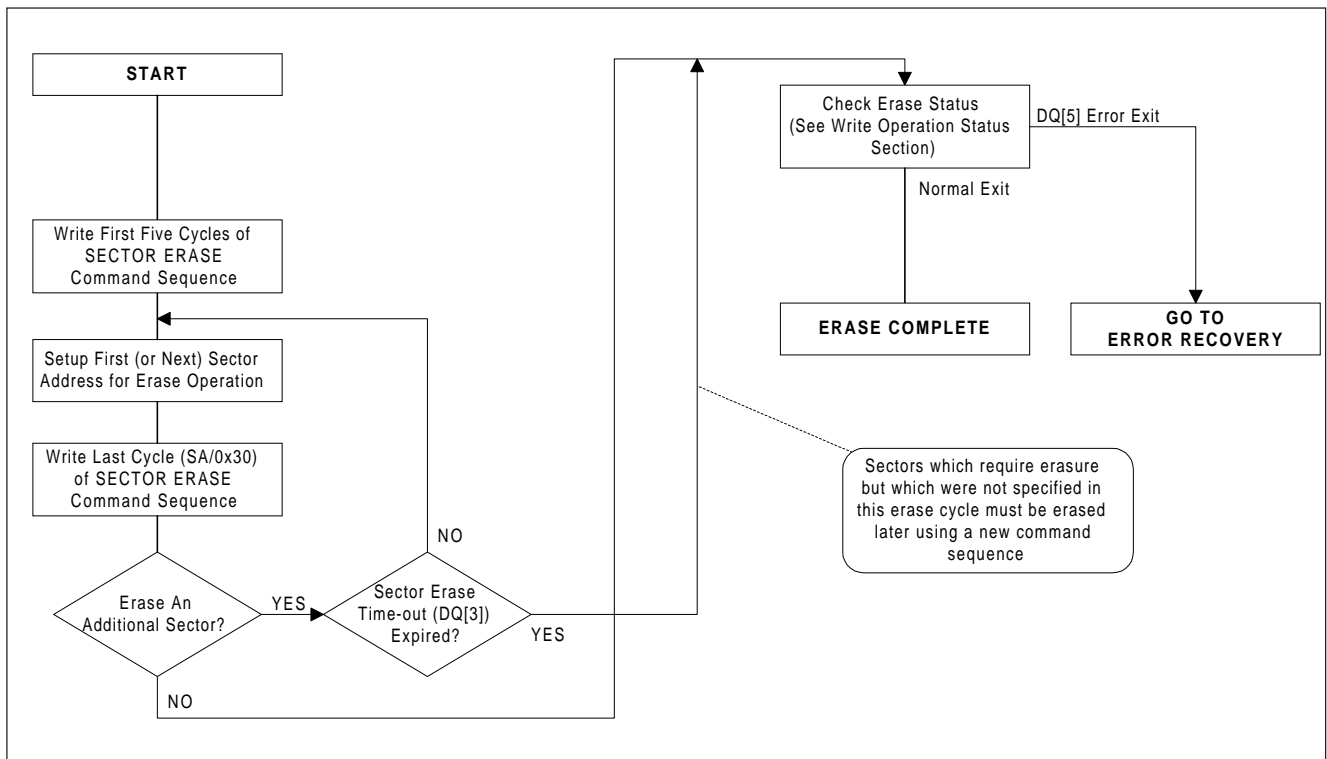 START
Write First Five Cycles of
SECTOR ERASE
Command Sequence
Setup First (or Next) Sector
Address for Erase Operation
Write Last Cycle (SA/0x30)
of SECTOR ERASE
Command Sequence
Erase An
Additional Sector?
YES
NO
Sector Erase
Time-out (DQ[3])
Expired?
NO
YES
Check Erase Status
(See Write Operation Status
Section)
DQ[5] Error Exit
Normal Exit
ERASE COMPLETE
GO TO
ERROR RECOVERY
Sectors which require erasure
but which were not specified in
this erase cycle must be erased
later using a new command
sequence